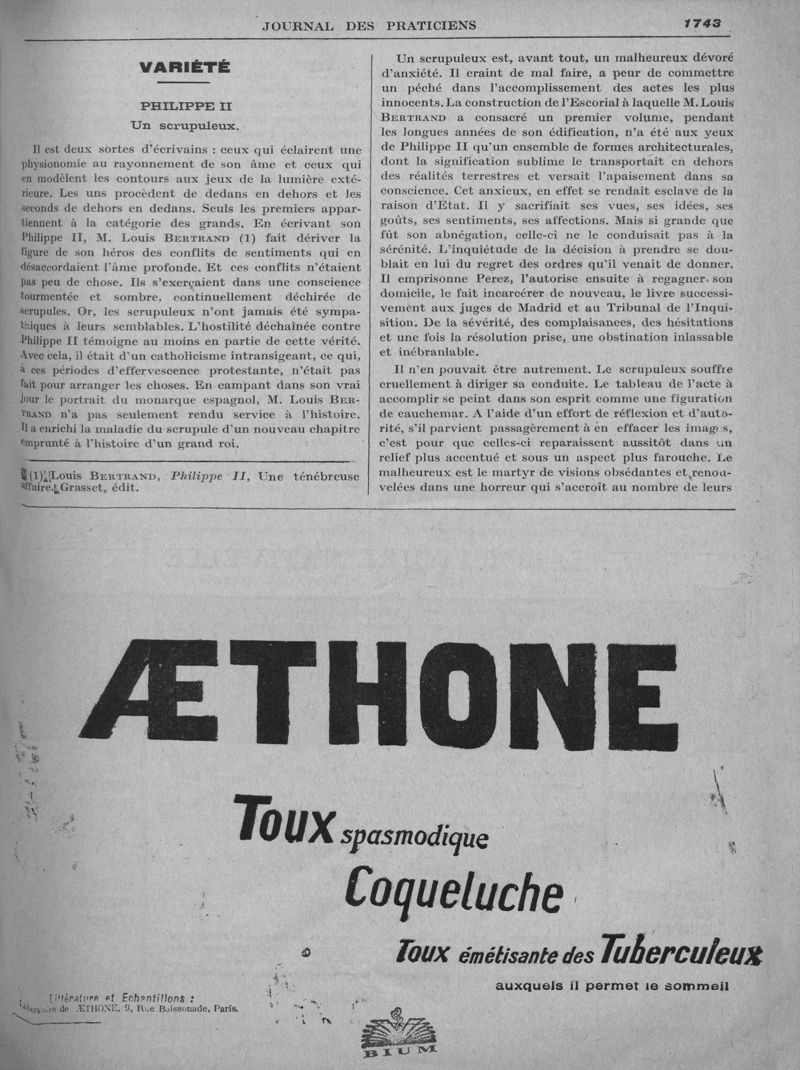 JOURNAL DES PRATICIENS 1743
VARIÉTÉ
PHILIPPE II
Un scrupuleux.
Il est deux sortes d'écrivains : ceux qui éclairent une
physionomie au rayonnement de son âme et ceux qui
en modèlent les contours aux jeux de la lumière exté-
rieure. Les uns procèdent de dedans en dehors et les
seconds de dehors en dedans. Seuls les premiers appar-
tiennent à la catégorie des grands. En écrivant son
Philippe II, M. Louis BERTRAND (1) fait dériver la
figure de son héros des conflits de sentiments qui en
désaccordaient l'âme profonde. Et ces conflits n'étaient
pas peu de chose. Ils s'exerçaient dans une conscience
tourmentée et sombre, continuellement déchirée de
scrupules. Or, les scrupuleux n'ont jamais été sympa-
thiques à leurs semblables. L'hostilité déchaînée contre
Philippe II témoigne au moins en partie de cette vérité.
Avec cela, il était d'un catholicisme intransigeant, ce qui,
à ces périodes d'effervescence protestante, n'était pas
fait pour arranger les choses. En campant dans son vrai
jour le portrait du monarque espagnol, M. Louis BER-
TRAND n'a pas seulement rendu service à l'histoire.
Il a enrichi la maladie du scrupule d'un nouveau chapitre
emprunté à l'histoire d'un grand roi.
(1) Louis BERTRAND, Philippe II, Une ténébreuse
affaire. Grasset, édit.
Un scrupuleux est, avant tout, un malheureux dévoré
d'anxiété. Il craint de mal faire, a peur de commettre
un péché dans l'accomplissement des actes les plus
innocents. La construction de l'Escorial à laquelle M. Louis
BERTRAND a consacré un premier volume, pendant
les longues années de son édification, n'a été aux yeux
de Philippe II qu'un ensemble de formes architecturales,
dont la signification sublime le transportait en dehors
des réalités terrestres et versait l'apaisement dans sa
conscience. Cet anxieux, en effet se rendait esclave de la
raison d'Etat. Il y sacrifiait ses vues, ses idées, ses
goûts, ses sentiments, ses affections. Mais si grande que
fût son abnégation, celle-ci ne le conduisait pas à la
sérénité. L'inquiétude de la décision à prendre se dou-
blait en lui du regret des ordres qu'il venait de donner.
Il emprisonne Perez, l'autorise ensuite à regagner son
domicile, le fait incarcérer de nouveau, le livre successi-
vement aux juges de Madrid et au Tribunal de l'Inqui-
sition. De la sévérité, des complaisances, des hésitations
et une fois la résolution prise, une obstination inlassable
et inébranlable.
Il n'en pouvait être autrement. Le scrupuleux souffre
cruellement à diriger sa conduite. Le tableau de l'acte à
accomplir se peint dans son esprit comme une figuration
de cauchemar. A l'aide d'un effort de réflexion et d'auto-
rité, s'il parvient passagèrement à en effacer les images,
c'est pour que celles-ci reparaissent aussitôt dans un
relief plus accentué et sous un aspect plus farouche. Le
malheureux est le martyr de visions obsédantes et renou-
velées dans une horreur qui s'accroît au nombre de leurs
ÆTHONE
Toux spasmodique
Coqueluche
Toux émétisante des Tuberculeux
auxquels il permet le sommeil
Littérature et Echantillons :
de ÆTHONE, 9, Rue Boissonade, Paris.
BIUM